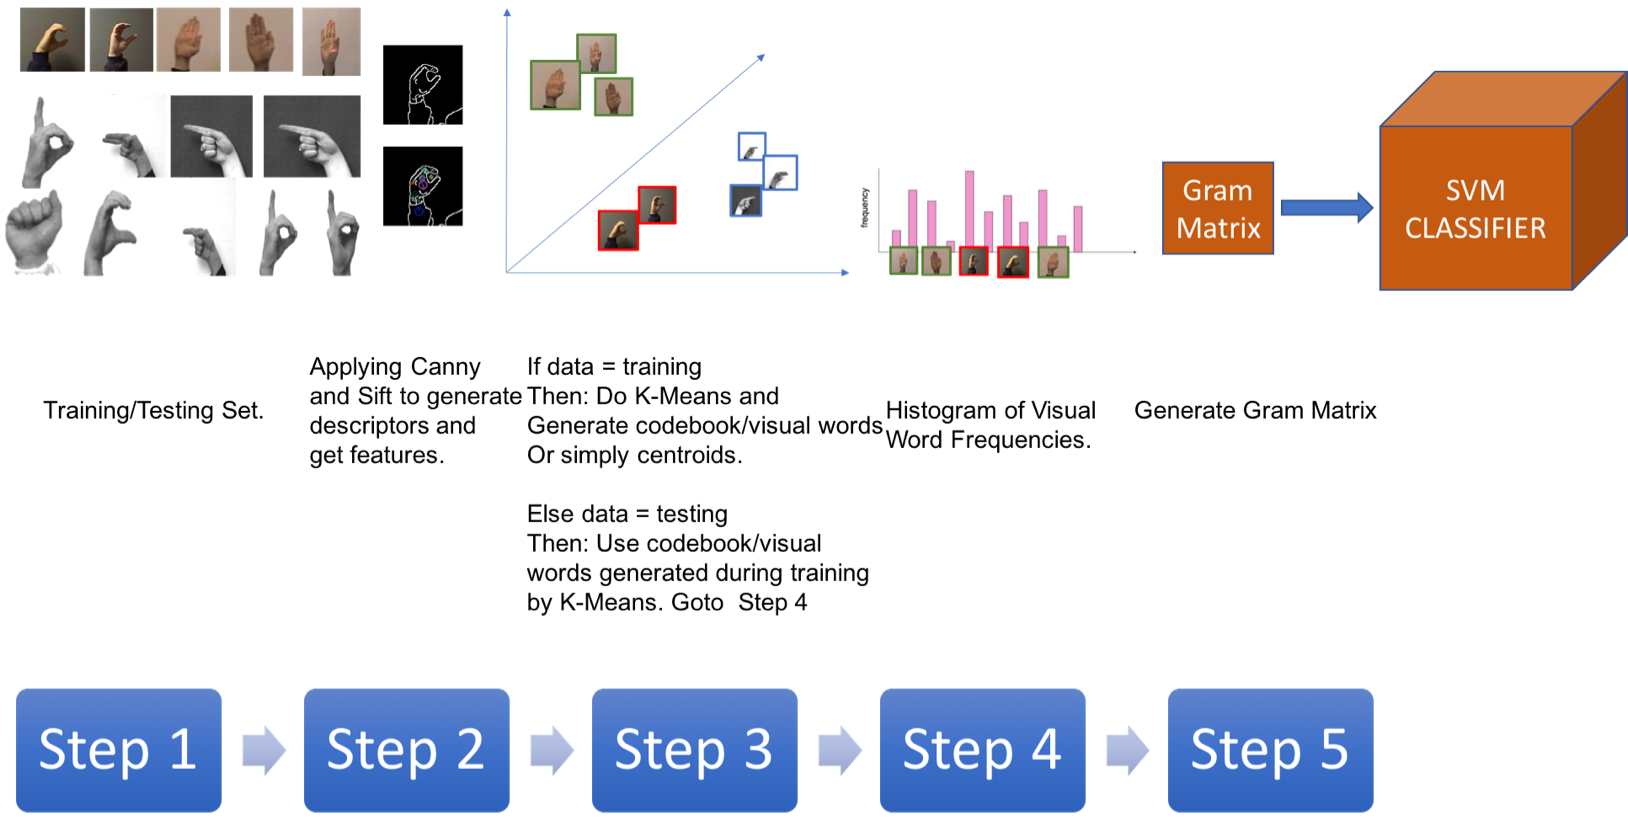 frequency
Gram
Matrix
SVM
CLASSIFIER
Training/Testing Set.
Applying Canny
and Sift to generate
descriptors and
get features.
If data = training
Then: Do K-Means and
Generate codebook/visual words
Or simply centroids.
Else data = testing
Then: Use codebook/visual
words generated during training
by K-Means. Goto  Step 4
Histogram of Visual
Word Frequencies.
Generate Gram Matrix
Step 1
Step 2
Step 3
Step 4
Step 5